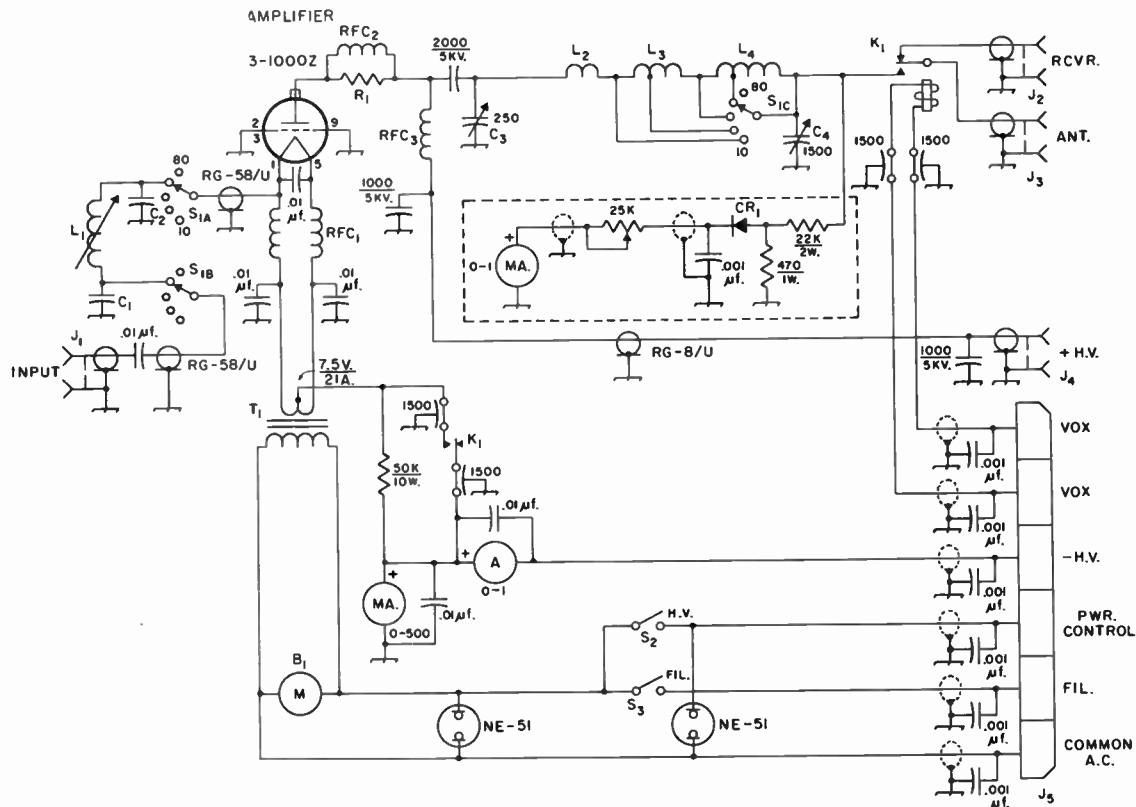 AMPLIFIER
3-1000Z
RFC2
R1
2000
5KV.
L2
L3
L4
80
S1C
10
K1
RCVR.
J2
250
C3
RFC3
C4
1500
1500
1500
ANT.
J3
2
3
9
1
5
80
RG-58/U
.01
µf.
1000
5KV.
C2
S1A
10
L1
RFC1
25K
CR1
22K
2W.
+
0-1
MA.
.001
µf.
470
1W.
S1B
.01
µf.
.01
µf.
C1
J1
.01µf.
INPUT
RG-58/U
RG-8/U
1000
5KV.
+H.V.
J4
7.5V.
21A.
T1
1500
K1
VOX
.001
µf.
50K
10W.
1500
VOX
.001
µf.
.01µf.
+
A
0-1
-H.V.
.001
µf.
+
MA.
0-500
.01µf.
H.V.
S2
PWR.
CONTROL
.001
µf.
B1
M
FIL.
S3
FIL.
.001
µf.
NE-51
NE-51
COMMON
A.C.
.001
µf.
J5